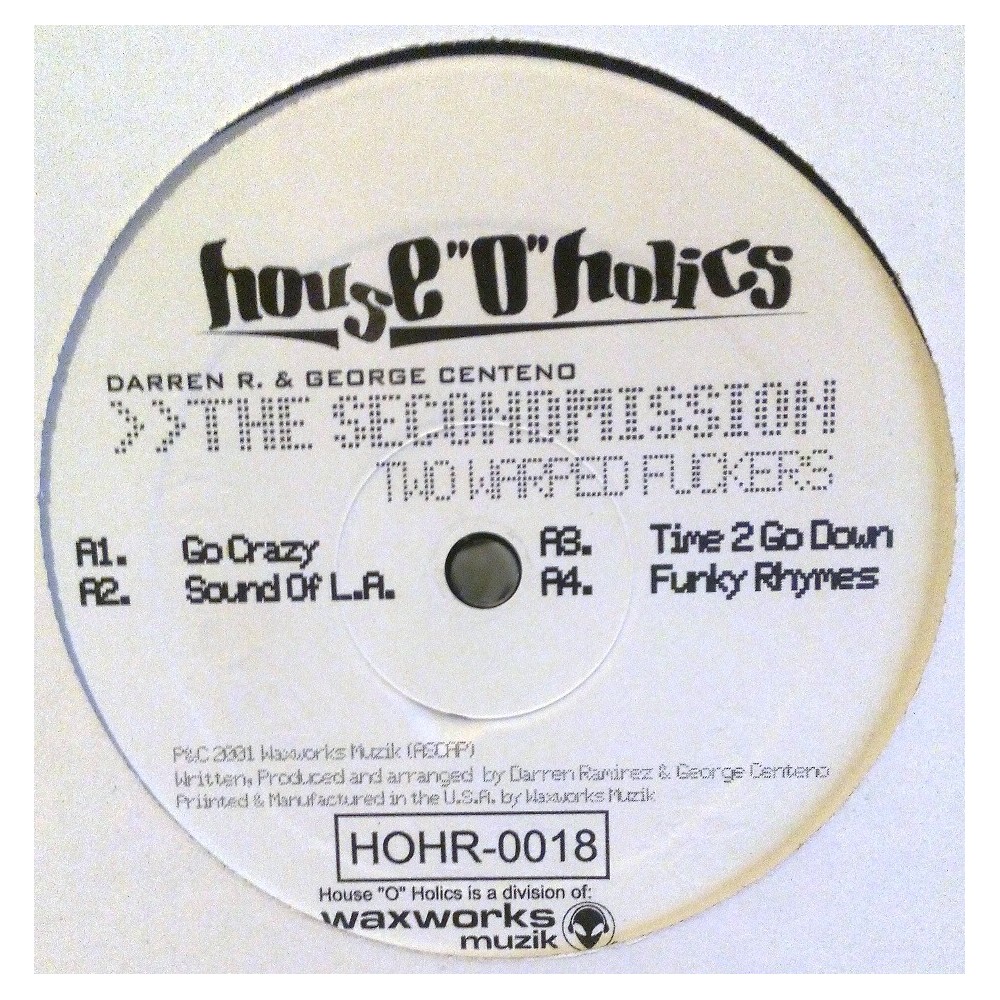 House "O" Holics
DARREN R. & GEORGE CENTENO
>>THE SECONDMISSION
TWO WARPED FUCKERS
A1. Go Crazy
A2. Sound Of L.A.
A3. Time 2 Go Down
A4. Funky Rhymes
P&C 2001 Waxworks Muzik (ASCAP)
Written, Produced and arranged by Darren Ramirez & George Centeno
Priinted & Manufactured in the U.S.A. by Waxworks Muzik
HOHR-0018
House "O" Holics is a division of:
waxworks
muzik